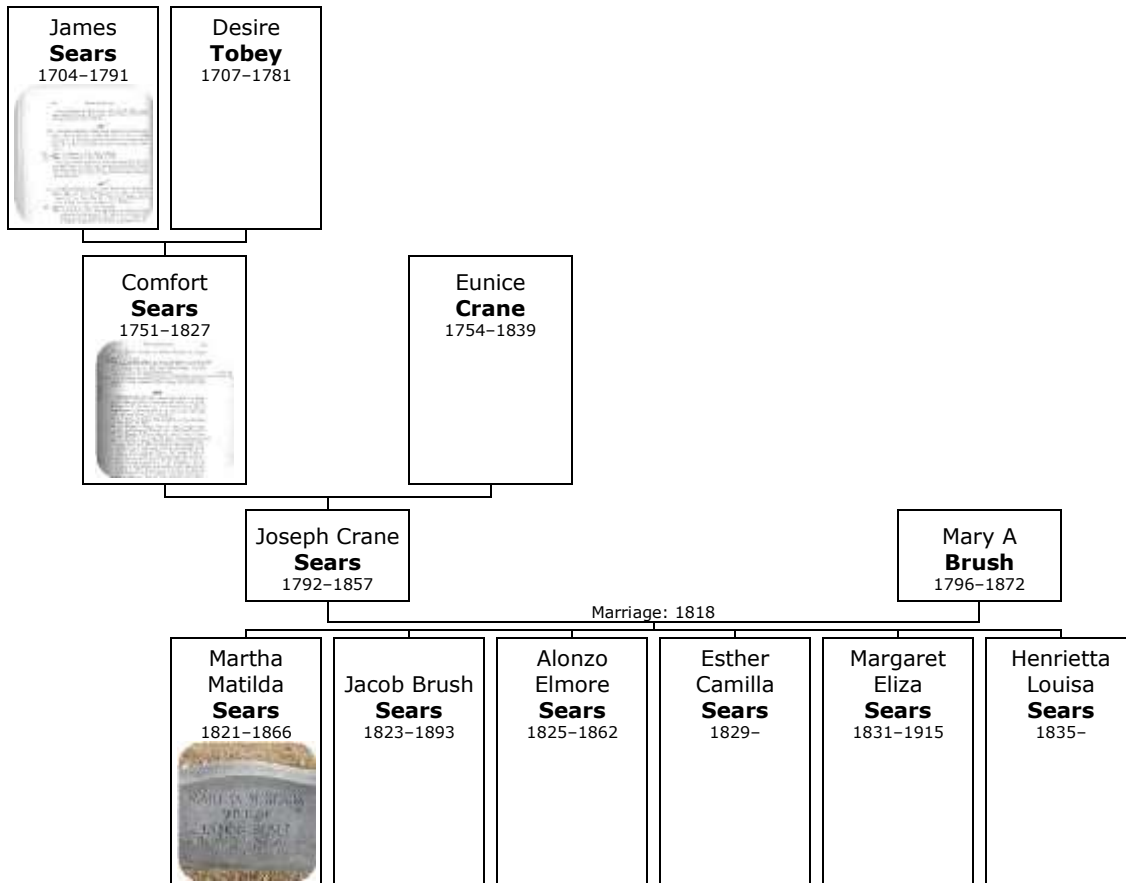 James
Sears
1704–1791
Desire
Tobey
1707–1781
Comfort
Sears
1751–1827
Eunice
Crane
1754–1839
Joseph Crane
Sears
1792–1857
Mary A
Brush
1796–1872
Marriage: 1818
Martha
Matilda
Sears
1821–1866
Jacob Brush
Sears
1823–1893
Alonzo
Elmore
Sears
1825–1862
Esther
Camilla
Sears
1829–
Margaret
Eliza
Sears
1831–1915
Henrietta
Louisa
Sears
1835–